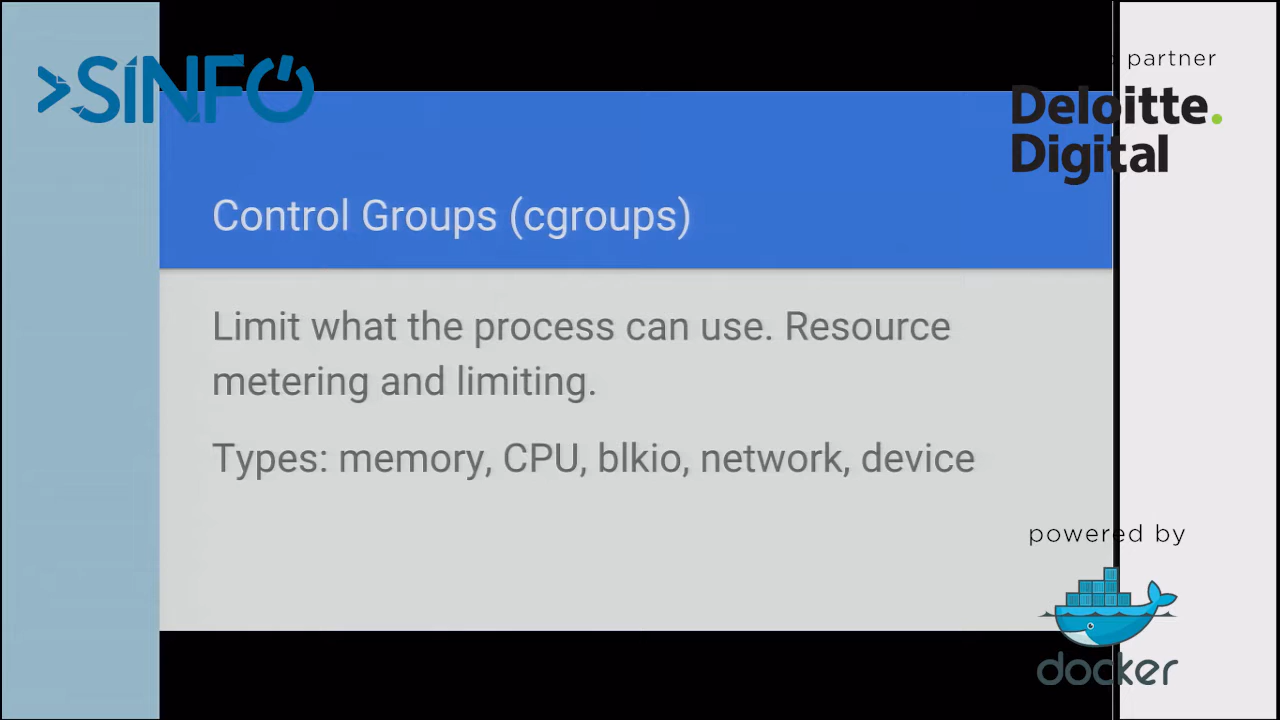 SINFO
partner
Deloitte.
Digital
Control Groups (cgroups)
Limit what the process can use. Resource
metering and limiting.
Types: memory, CPU, blkio, network, device
powered by
docker